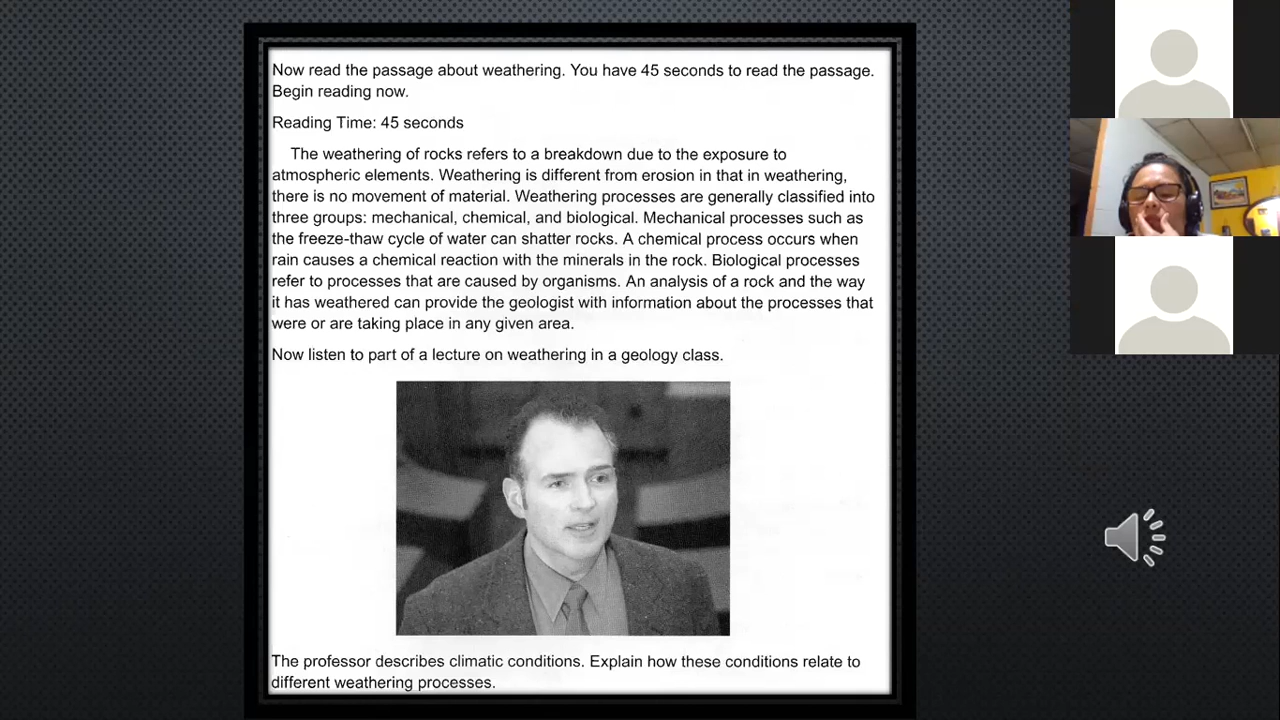 Now read the passage about weathering. You have 45 seconds to read the passage.
Begin reading now.
Reading Time: 45 seconds
The weathering of rocks refers to a breakdown due to the exposure to
atmospheric elements. Weathering is different from erosion in that in weathering,
there is no movement of material. Weathering processes are generally classified into
three groups: mechanical, chemical, and biological. Mechanical processes such as
the freeze-thaw cycle of water can shatter rocks. A chemical process occurs when
rain causes a chemical reaction with the minerals in the rock. Biological processes
refer to processes that are caused by organisms. An analysis of a rock and the way
it has weathered can provide the geologist with information about the processes that
were or are taking place in any given area.
Now listen to part of a lecture on weathering in a geology class.
The professor describes climatic conditions. Explain how these conditions relate to
different weathering processes.